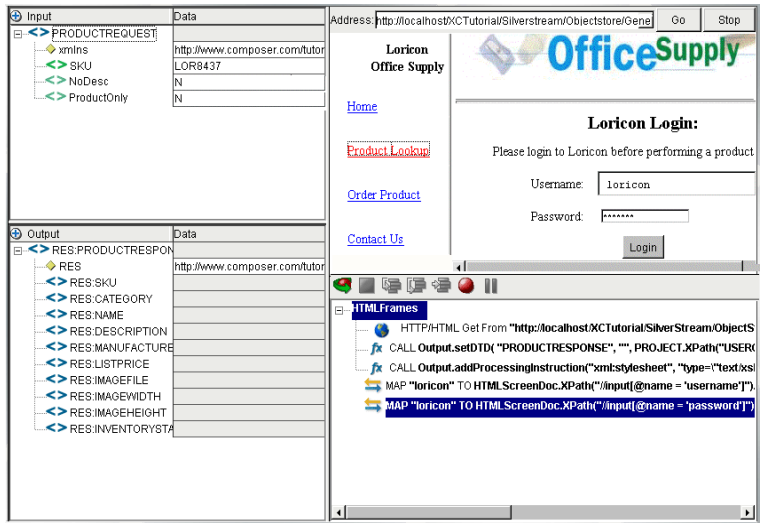 Input Data
PRODUCTREQUEST
xmlns http://www.composer.com/tutor
SKU LOR8437
NoDesc N
ProductOnly N
Output Data
RES:PRODUCTRESPON
RES http://www.composer.com/tutor
RES:SKU
RES:CATEGORY
RES:NAME
RES:DESCRIPTION
RES:MANUFACTURE
RES:LISTPRICE
RES:IMAGEFILE
RES:IMAGEWIDTH
RES:IMAGEHEIGHT
RES:INVENTORYSTA
Address: http://localhost/XCTutorial/Silverstream/Objectstore/Gene Go Stop
Loricon
Office Supply
Home
Product Lookup
Order Product
Contact Us
OfficeSupply
Loricon Login:
Please login to Loricon before performing a product
Username: loricon
Password: *******
Login
HTMLFrames
HTTP/HTML Get From "http://localhost/XCTutorial/SilverStream/ObjectS
CALL Output.setDTD( "PRODUCTRESPONSE", "", PROJECT.XPath("USER
CALL Output.addProcessingInstruction("xml:stylesheet", "type=\"text/xsl
MAP "loricon" TO HTMLScreenDoc.XPath("//input[@name = 'username']").
MAP "loricon" TO HTMLScreenDoc.XPath("//input[@name = 'password']")